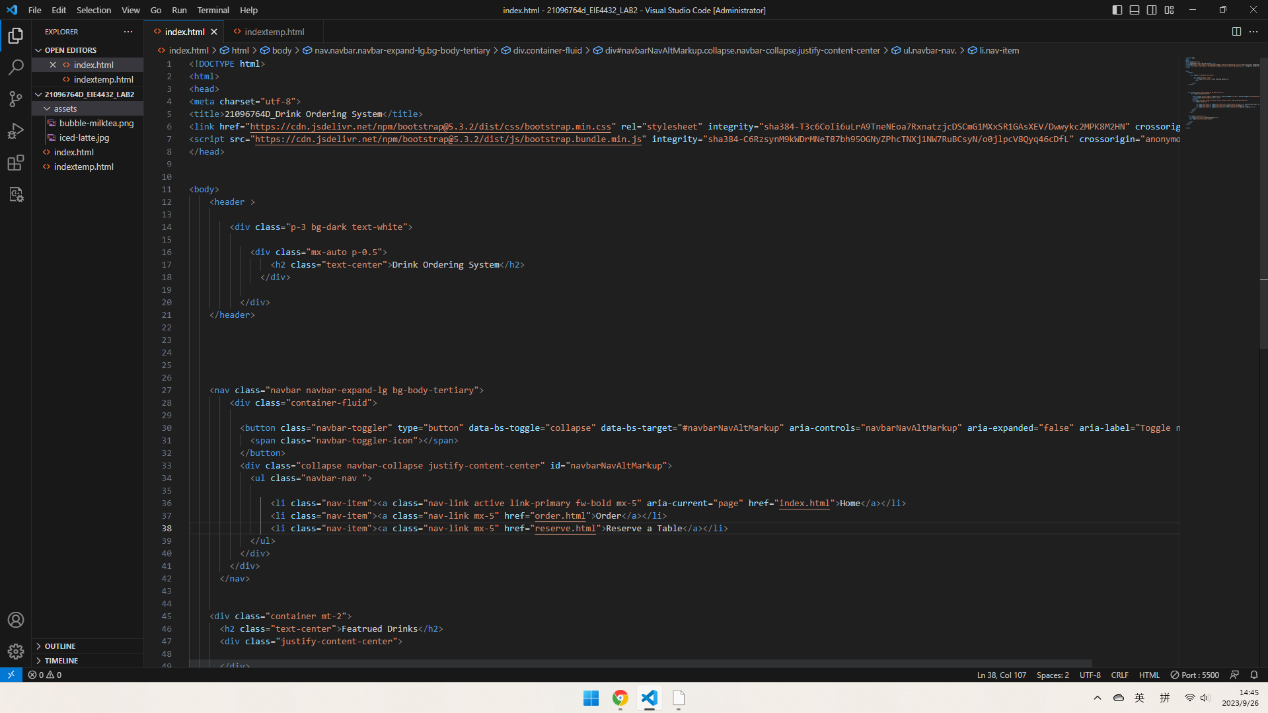 File Edit Selection View Go Run Terminal Help
index.html - 21096764d_EIE4432_LAB2 - Visual Studio Code [Administrator]
EXPLORER
OPEN EDITORS
index.html
indextemp.html
21096764D_EIE4432_LAB2
assets
bubble-milktea.png
iced-latte.jpg
index.html
indextemp.html
OUTLINE
TIMELINE
index.html indextemp.html
index.html > html > body > nav.navbar.navbar-expand-lg.bg-body-tertiary > div.container-fluid > div#navbarNavAltMarkup.collapse.navbar-collapse.justify-content-center > ul.navbar-nav. > li.nav-item
1 <!DOCTYPE html>
2 <html>
3 <head>
4 <meta charset="utf-8">
5 <title>21096764D_Drink Ordering System</title>
6 <link href="https://cdn.jsdelivr.net/npm/bootstrap@5.3.2/dist/css/bootstrap.min.css" rel="stylesheet" integrity="sha384-T3c6CoIi6uLrA9TneNEoa7RxnatzjcDSCmG1MXxSR1GAsXEV/Dwwykc2MPK8M2HN" crossorig
7 <script src="https://cdn.jsdelivr.net/npm/bootstrap@5.3.2/dist/js/bootstrap.bundle.min.js" integrity="sha384-C6RzsynM9kWDrMNeT87bh95OGNyZPhcTNXj1NW7RuBCsyN/o0jlpcV8Qyq46cDfL" crossorigin="anonymo
8 </head>
9
10
11 <body>
12 <header >
13
14 <div class="p-3 bg-dark text-white">
15
16 <div class="mx-auto p-0.5">
17 <h2 class="text-center">Drink Ordering System</h2>
18 </div>
19
20 </div>
21 </header>
22
23
24
25
26
27 <nav class="navbar navbar-expand-lg bg-body-tertiary">
28 <div class="container-fluid">
29
30 <button class="navbar-toggler" type="button" data-bs-toggle="collapse" data-bs-target="#navbarNavAltMarkup" aria-controls="navbarNavAltMarkup" aria-expanded="false" aria-label="Toggle n
31 <span class="navbar-toggler-icon"></span>
32 </button>
33 <div class="collapse navbar-collapse justify-content-center" id="navbarNavAltMarkup">
34 <ul class="navbar-nav ">
35
36 <li class="nav-item"><a class="nav-link active link-primary fw-bold mx-5" aria-current="page" href="index.html">Home</a></li>
37 <li class="nav-item"><a class="nav-link mx-5" href="order.html">Order</a></li>
38 <li class="nav-item"><a class="nav-link mx-5" href="reserve.html">Reserve a Table</a></li>
39 </ul>
40 </div>
41 </div>
42 </nav>
43
44
45 <div class="container mt-2">
46 <h2 class="text-center">Featrued Drinks</h2>
47 <div class="justify-content-center">
48
49 </div>
0 0
Ln 38, Col 107 Spaces: 2 UTF-8 CRLF HTML Port : 5500
英 拼 14:45
2023/9/26